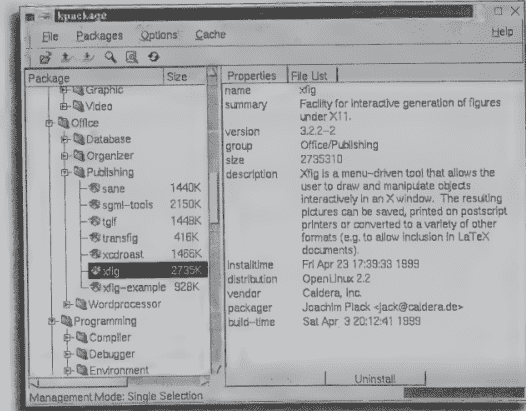 kpackage
File Packages Options Cache Help
Package Size
Graphic
Video
Office
Database
Organizer
Publishing
sane 1440K
sgml-tools 2150K
tgif 1448K
transfig 416K
xcdroast 1466K
xfig 2735K
xfig-example 928K
Wordprocessor
Programming
Compiler
Debugger
Environment
Properties File List
name xfig
summary Facility for interactive generation of figures
under X11.
version 3.2.2-2
group Office/Publishing
size 2735310
description Xfig is a menu-driven tool that allows the
user to draw and manipulate objects
interactively in an X window. The resulting
pictures can be saved, printed on postscript
printers or converted to a variety of other
formats (e.g. to allow inclusion in LaTeX
documents).
installtime Fri Apr 23 17:39:33 1999
distribution OpenLinux 2.2
vendor Caldera, Inc.
packager Joachim Plack <jack@caldera.de>
build-time Sat Apr 3 20:12:41 1999
Uninstall
Management Mode: Single Selection